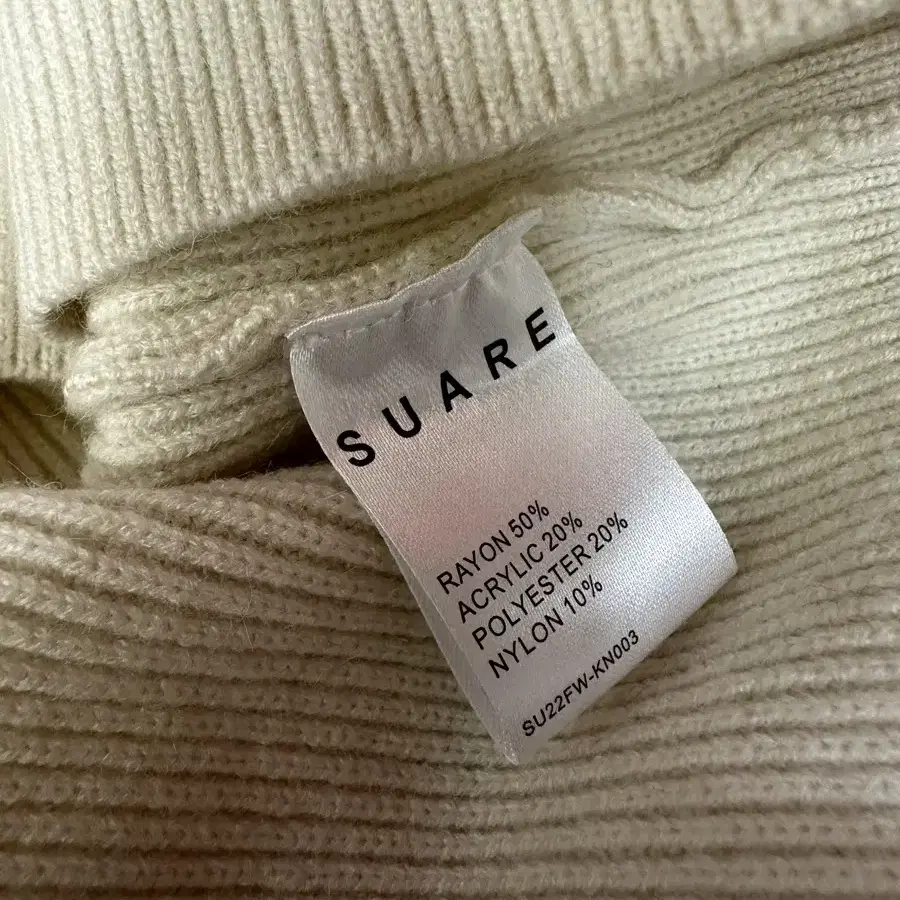 SUARE
RAYON 50%
ACRYLIC 20%
POLYESTER 20%
NYLON 10%
SU22FW-KN003